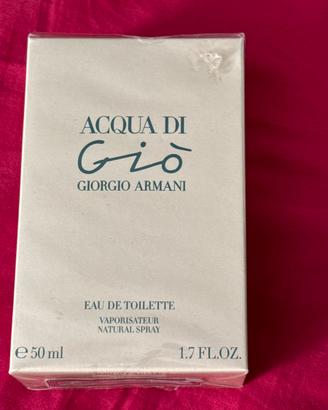 ACQUA DI
Giò
GIORGIO ARMANI
EAU DE TOILETTE
VAPORISATEUR
NATURAL SPRAY
℮ 50 ml 1.7 FL.OZ.